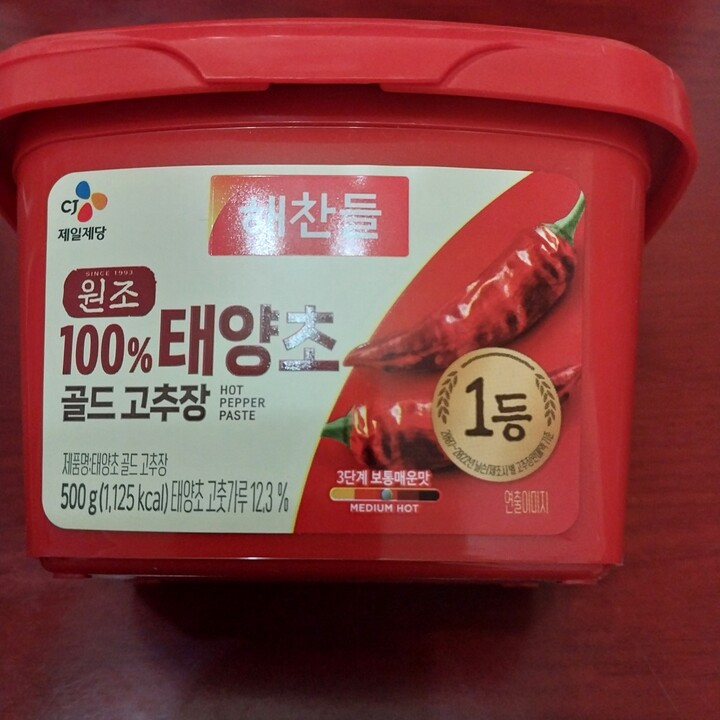 CJ
제일제당
해찬들
SINCE 1993
원조
100% 태양초
골드 고추장
HOT
PEPPER
PASTE
제품명:태양초 골드 고추장
500 g (1,125 kcal) 태양초 고춧가루 12.3 %
3단계 보통매운맛
MEDIUM HOT
1등
연출이미지